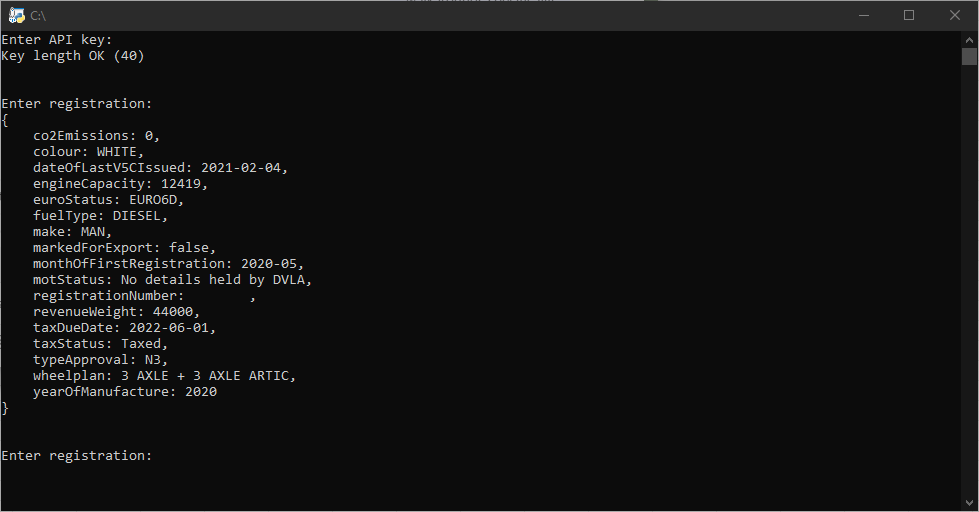 C:\
Enter API key:
Key length OK (40)
Enter registration:
{
    co2Emissions: 0,
    colour: WHITE,
    dateOfLastV5CIssued: 2021-02-04,
    engineCapacity: 12419,
    euroStatus: EURO6D,
    fuelType: DIESEL,
    make: MAN,
    markedForExport: false,
    monthOfFirstRegistration: 2020-05,
    motStatus: No details held by DVLA,
    registrationNumber:        ,
    revenueWeight: 44000,
    taxDueDate: 2022-06-01,
    taxStatus: Taxed,
    typeApproval: N3,
    wheelplan: 3 AXLE + 3 AXLE ARTIC,
    yearOfManufacture: 2020
}
Enter registration: